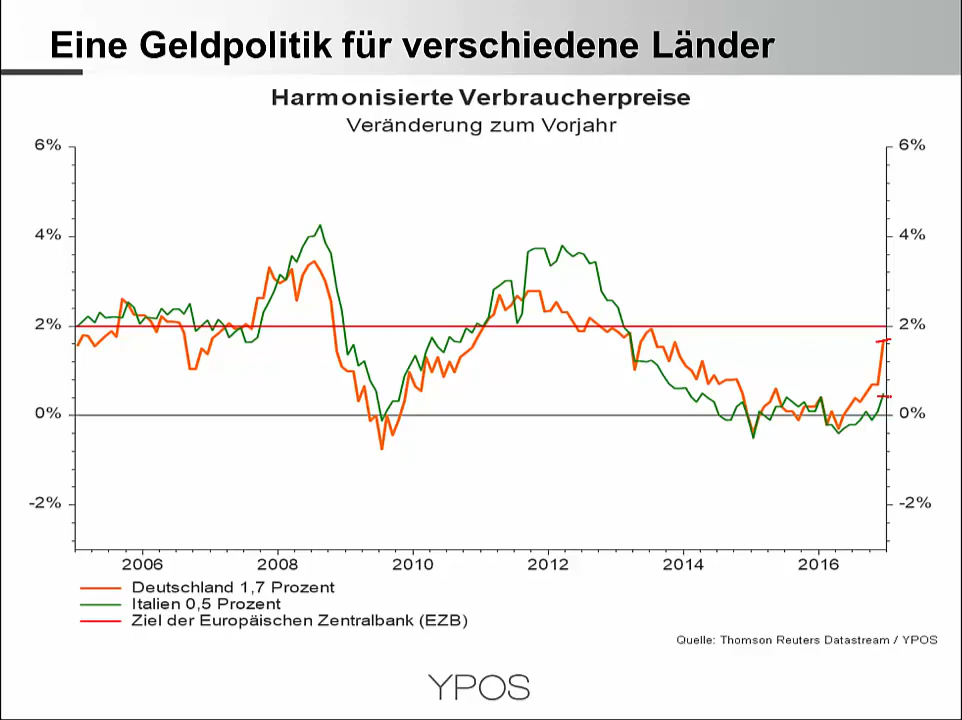 Eine Geldpolitik für verschiedene Länder
Harmonisierte Verbraucherpreise
Veränderung zum Vorjahr
6% 6%
4% 4%
2% 2%
0% 0%
-2% -2%
2006 2008 2010 2012 2014 2016
Deutschland 1,7 Prozent
Italien 0,5 Prozent
Ziel der Europäischen Zentralbank (EZB)
Quelle: Thomson Reuters Datastream / YPOS
YPOS